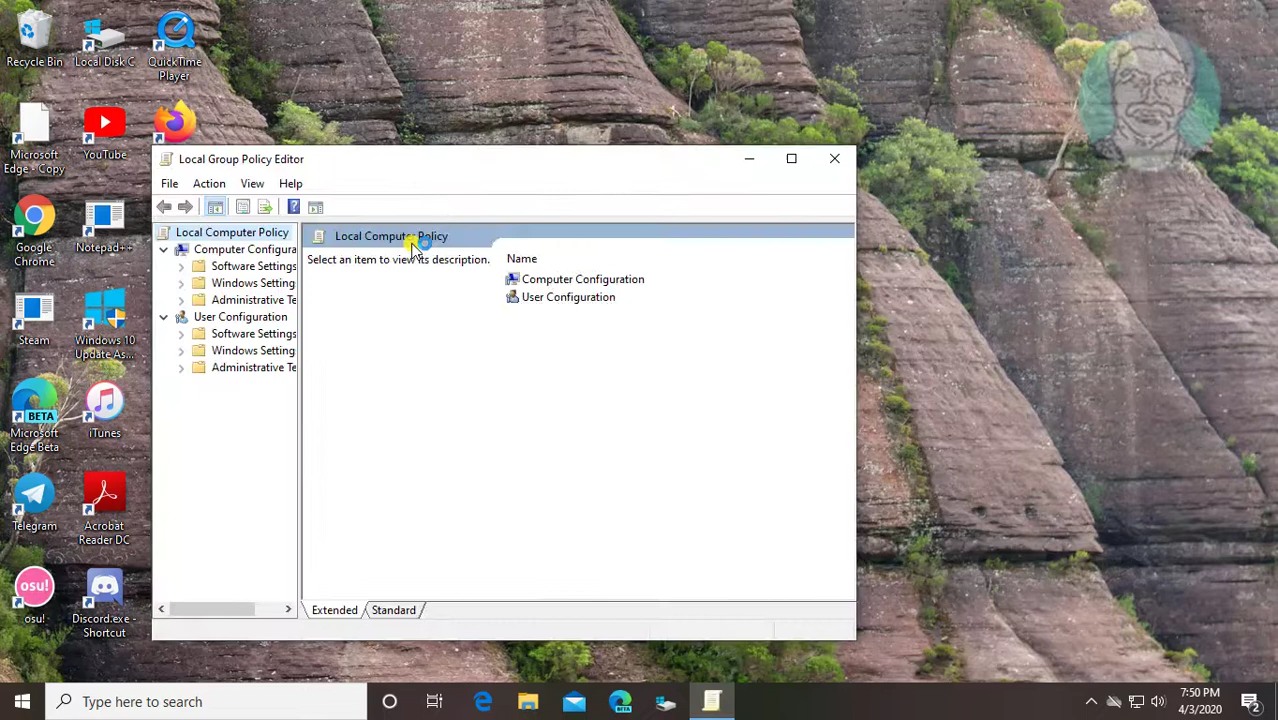 Recycle Bin
Local Disk C
QuickTime
Player
Microsoft
Edge - Copy
YouTube
Google
Chrome
Notepad++
Steam
Windows 10
Update As...
BETA
Microsoft
Edge Beta
iTunes
Telegram
Acrobat
Reader DC
osu!
osu!
Discord.exe -
Shortcut
Local Group Policy Editor
File Action View Help
Local Computer Policy
Computer Configura
Software Settings
Windows Setting
Administrative Te
User Configuration
Software Settings
Windows Setting
Administrative Te
Local Computer Policy
Select an item to view its description.
Name
Computer Configuration
User Configuration
Extended Standard
Type here to search
BETA
7:50 PM
4/3/2020
2